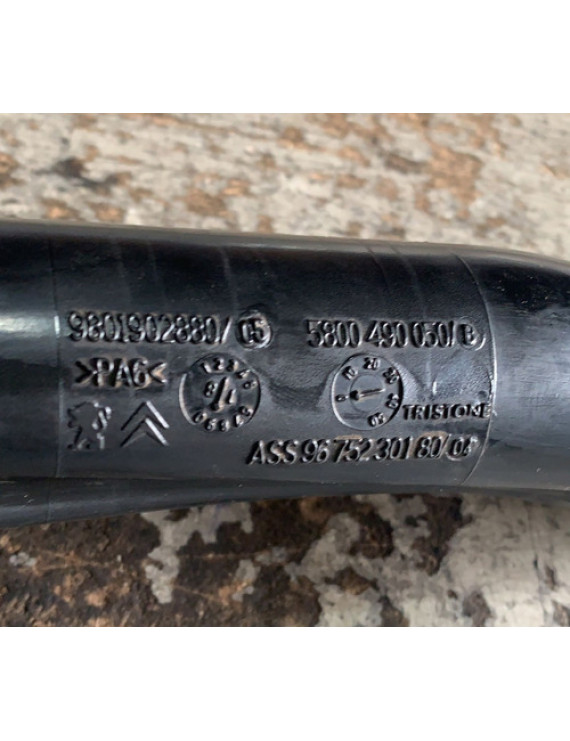 9801902880/05 5800 490 050/B
>PA6<
TRISTONE
ASS 96 752 301 80/04